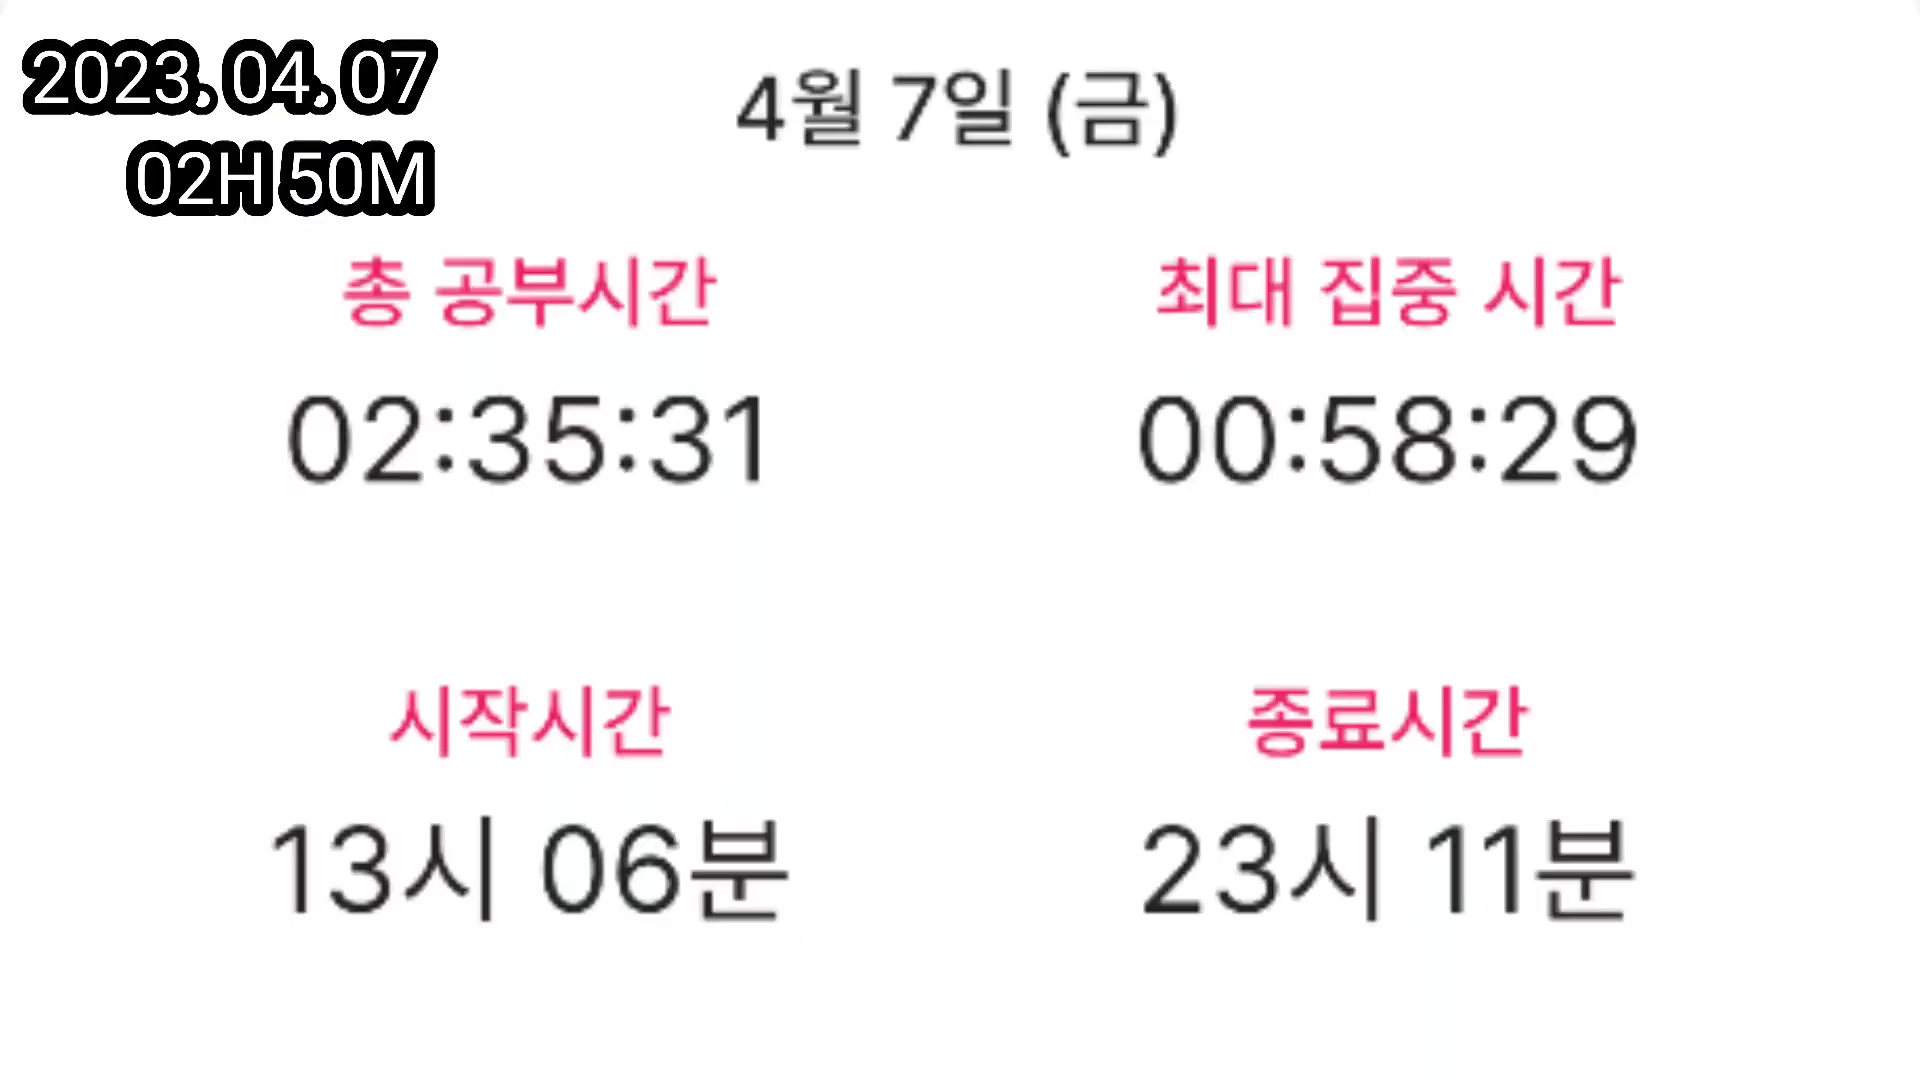 2023. 04. 07
02H 50M
4월 7일 (금)
총 공부시간
02:35:31
최대 집중 시간
00:58:29
시작시간
13시 06분
종료시간
23시 11분